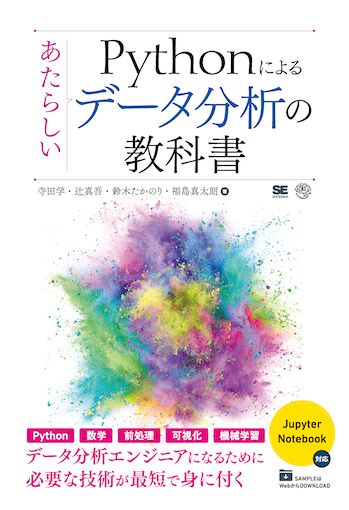 あたらしい
Pythonによる
データ分析の
教科書
寺田学・辻真吾・鈴木たかのり・福島真太朗 著
SE
SHOEISHA
Python 数学 前処理 可視化 機械学習
データ分析エンジニアになるために
必要な技術が最短で身に付く
Jupyter
Notebook
対応
SAMPLEは
WebからDOWNLOAD